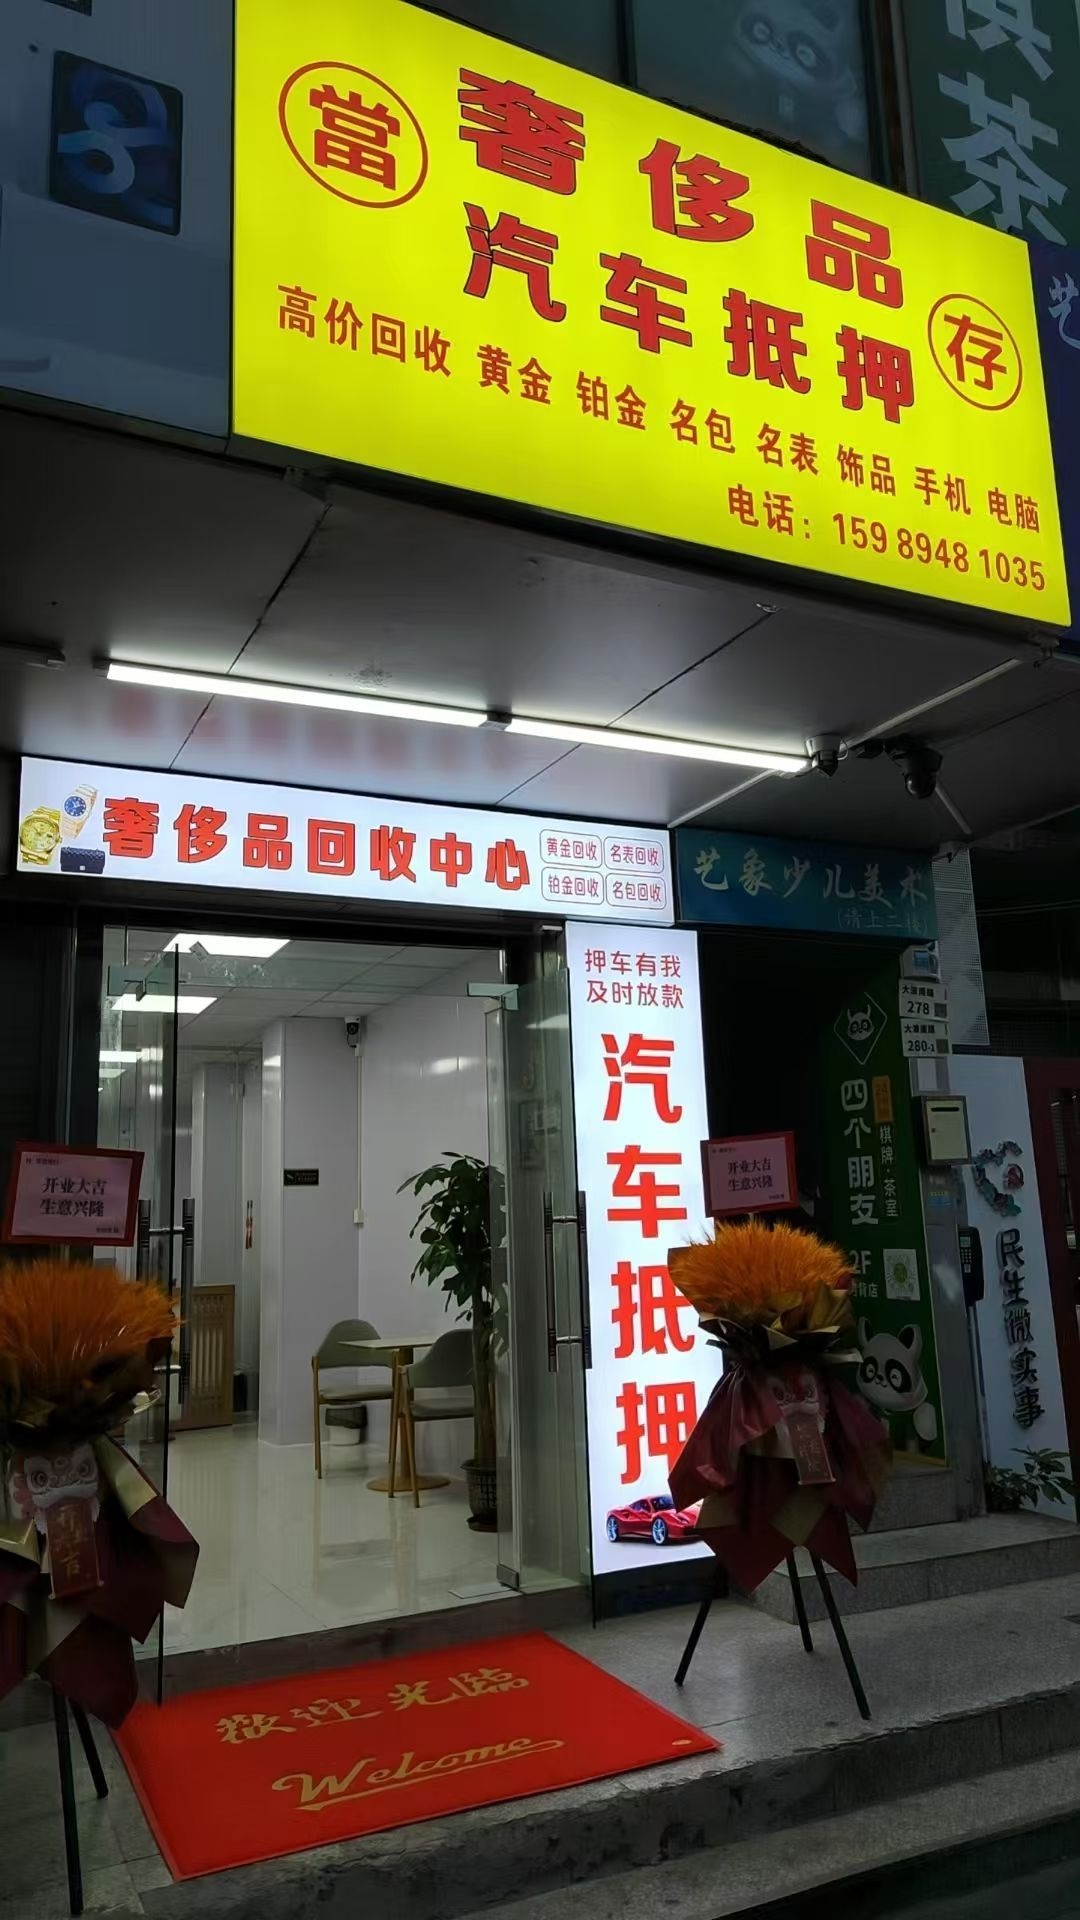 當
奢侈品
汽车抵押
存
高价回收 黄金 铂金 名包 名表 饰品 手机 电脑
电话：159 8948 1035
茶
艺
奢侈品回收中心
黄金回收 名表回收
铂金回收 名包回收
艺象少儿美术
(请上二楼)
押车有我
及时放款
汽车抵押
278
280-1
四个朋友
棋牌·茶室
2F
民生微实事
开业大吉
生意兴隆
开业大吉
生意兴隆
歡迎光臨
Welcome